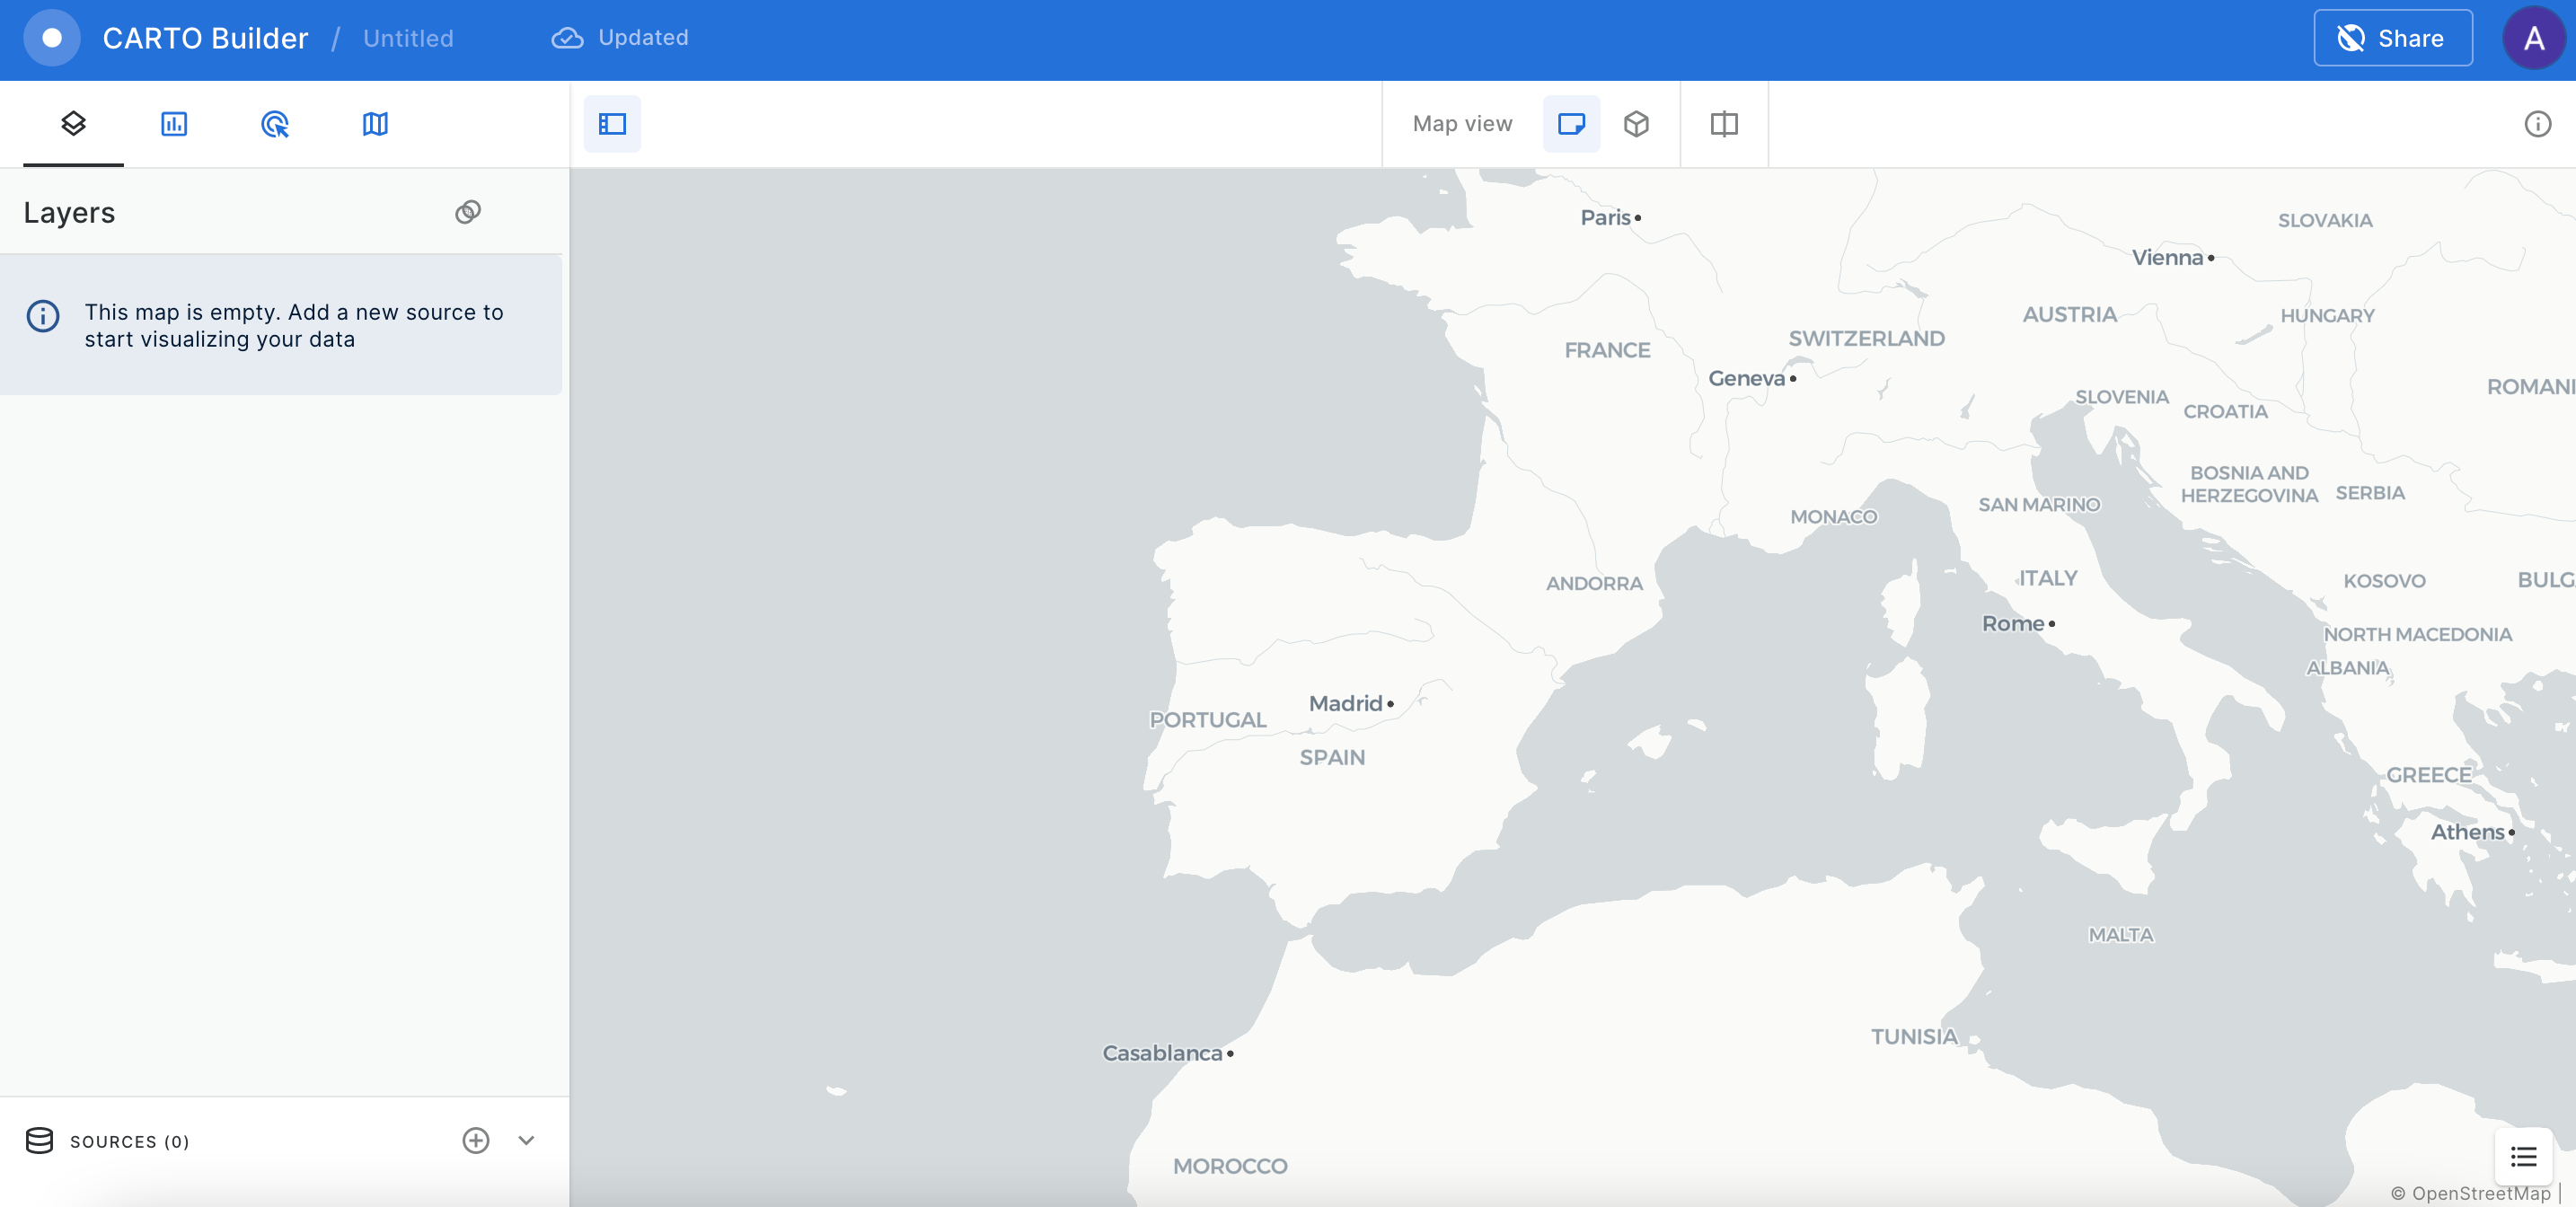 CARTO Builder / Untitled Updated
Share A
Map view
Layers
This map is empty. Add a new source to
start visualizing your data
SOURCES (0)
Paris
SLOVAKIA
Vienna
AUSTRIA
HUNGARY
SWITZERLAND
FRANCE
Geneva
ROMANI
SLOVENIA
CROATIA
BOSNIA AND
HERZEGOVINA
SERBIA
SAN MARINO
MONACO
ITALY
KOSOVO
BULG
ANDORRA
Rome
NORTH MACEDONIA
ALBANIA
Madrid
PORTUGAL
SPAIN
GREECE
Athens
MALTA
TUNISIA
Casablanca
MOROCCO
© OpenStreetMap |